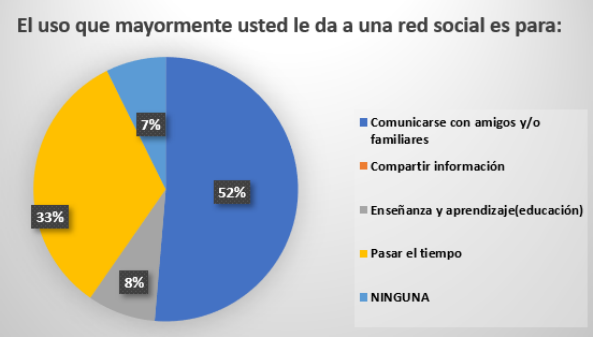 El uso que mayormente usted le da a una red social es para:
7%
52%
33%
8%
Comunicarse con amigos y/o
familiares
Compartir información
Enseñanza y aprendizaje(educación)
Pasar el tiempo
NINGUNA